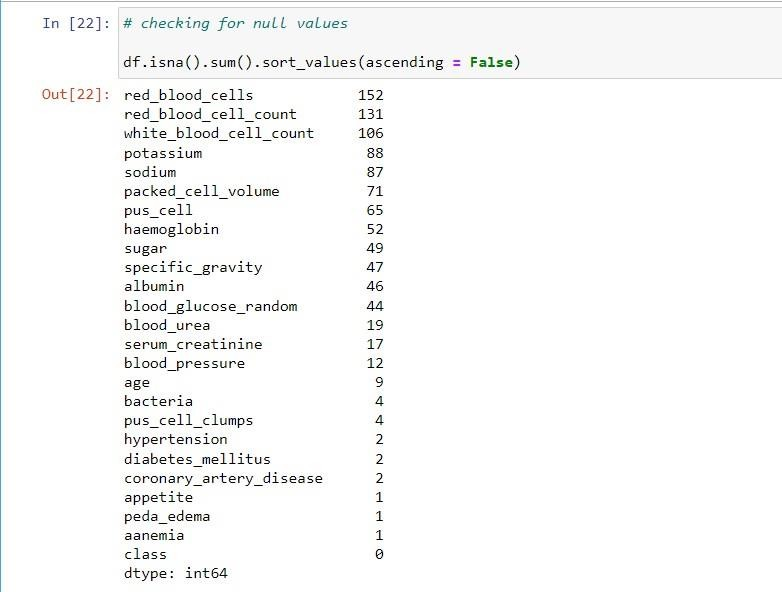 In [22]: # checking for null values
df.isna().sum().sort_values(ascending = False)
Out[22]: red_blood_cells 152
red_blood_cell_count 131
white_blood_cell_count 106
potassium 88
sodium 87
packed_cell_volume 71
pus_cell 65
haemoglobin 52
sugar 49
specific_gravity 47
albumin 46
blood_glucose_random 44
blood_urea 19
serum_creatinine 17
blood_pressure 12
age 9
bacteria 4
pus_cell_clumps 4
hypertension 2
diabetes_mellitus 2
coronary_artery_disease 2
appetite 1
peda_edema 1
aanemia 1
class 0
dtype: int64